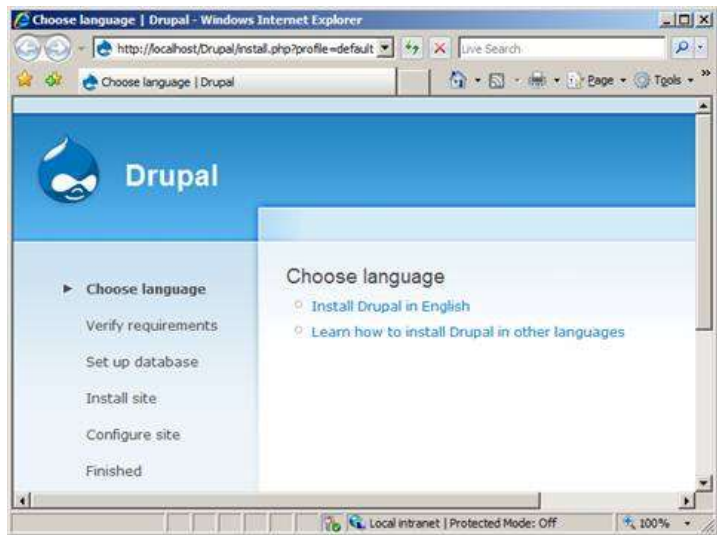 Choose language | Drupal - Windows Internet Explorer
http://localhost/Drupal/install.php?profile=default
Live Search
Choose language | Drupal
Page
Tools
Drupal
Choose language
Verify requirements
Set up database
Install site
Configure site
Finished
Choose language
Install Drupal in English
Learn how to install Drupal in other languages
Local intranet | Protected Mode: Off
100%